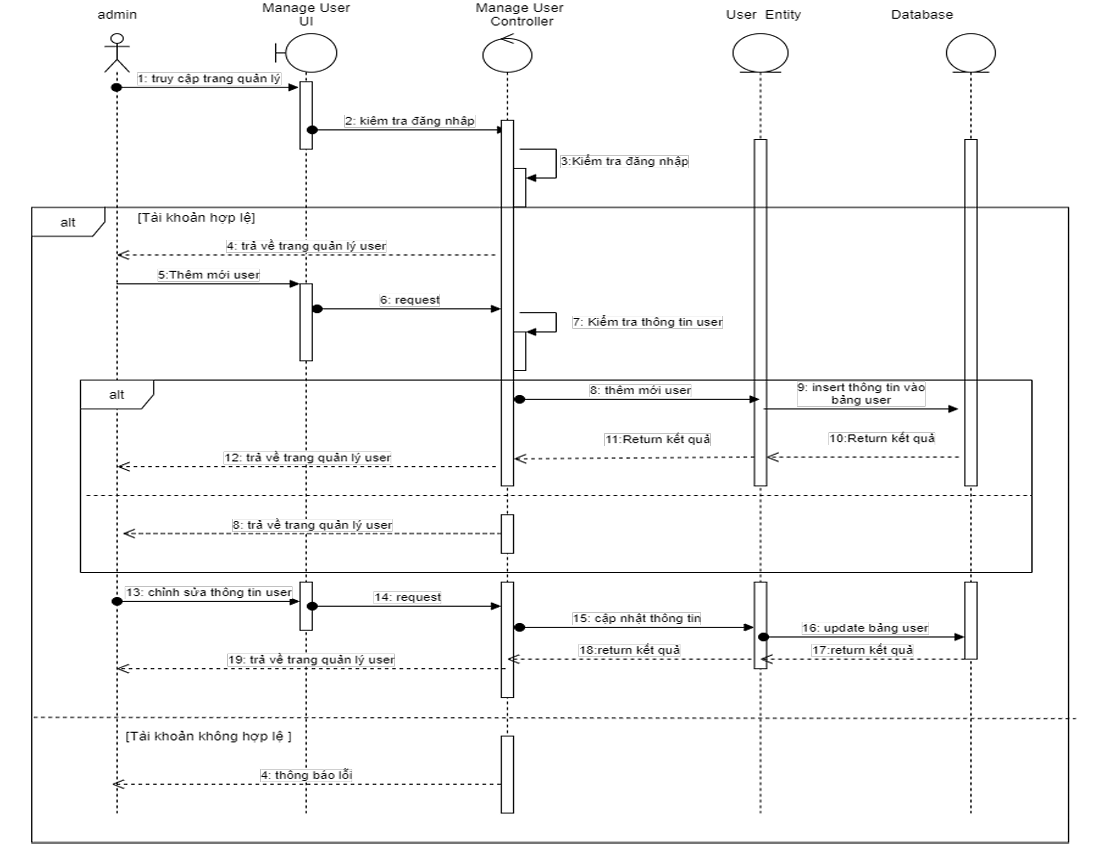 admin
Manage User
UI
Manage User
Controller
User Entity
Database
1: truy cập trang quản lý
2: kiêm tra đăng nhập
3:Kiểm tra đăng nhập
alt
[Tài khoản hợp lệ]
4: trả về trang quản lý user
5:Thêm mới user
6: request
7: Kiểm tra thông tin user
alt
8: thêm mới user
9: insert thông tin vào
bảng user
11:Return kết quả
10:Return kết quả
12: trả về trang quản lý user
8: trả về trang quản lý user
13: chỉnh sửa thông tin user
14: request
15: cập nhật thông tin
16: update bảng user
19: trả về trang quản lý user
18:return kết quả
17:return kết quả
[Tài khoản không hợp lệ ]
4: thông báo lỗi